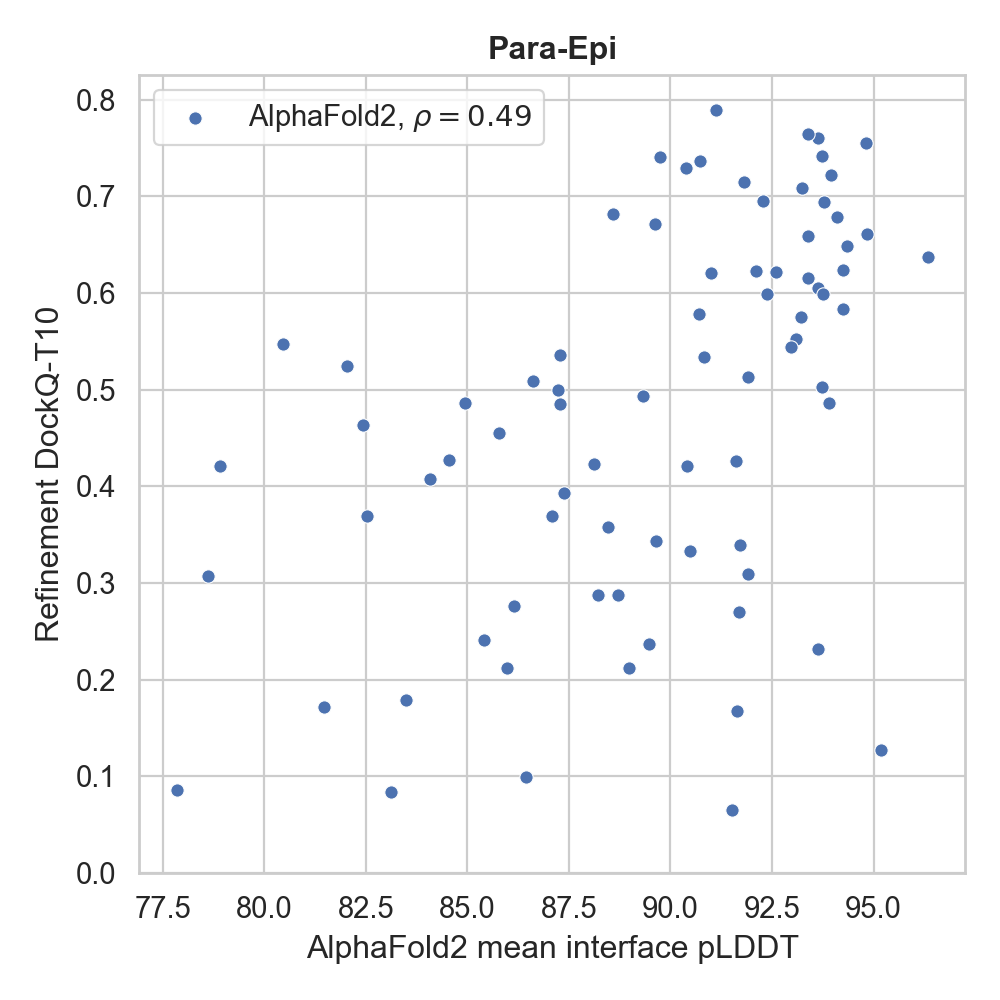 Para-Epi
AlphaFold2, ρ = 0.49
Refinement DockQ-T10
0.8
0.7
0.6
0.5
0.4
0.3
0.2
0.1
0.0
77.5 80.0 82.5 85.0 87.5 90.0 92.5 95.0
AlphaFold2 mean interface pLDDT